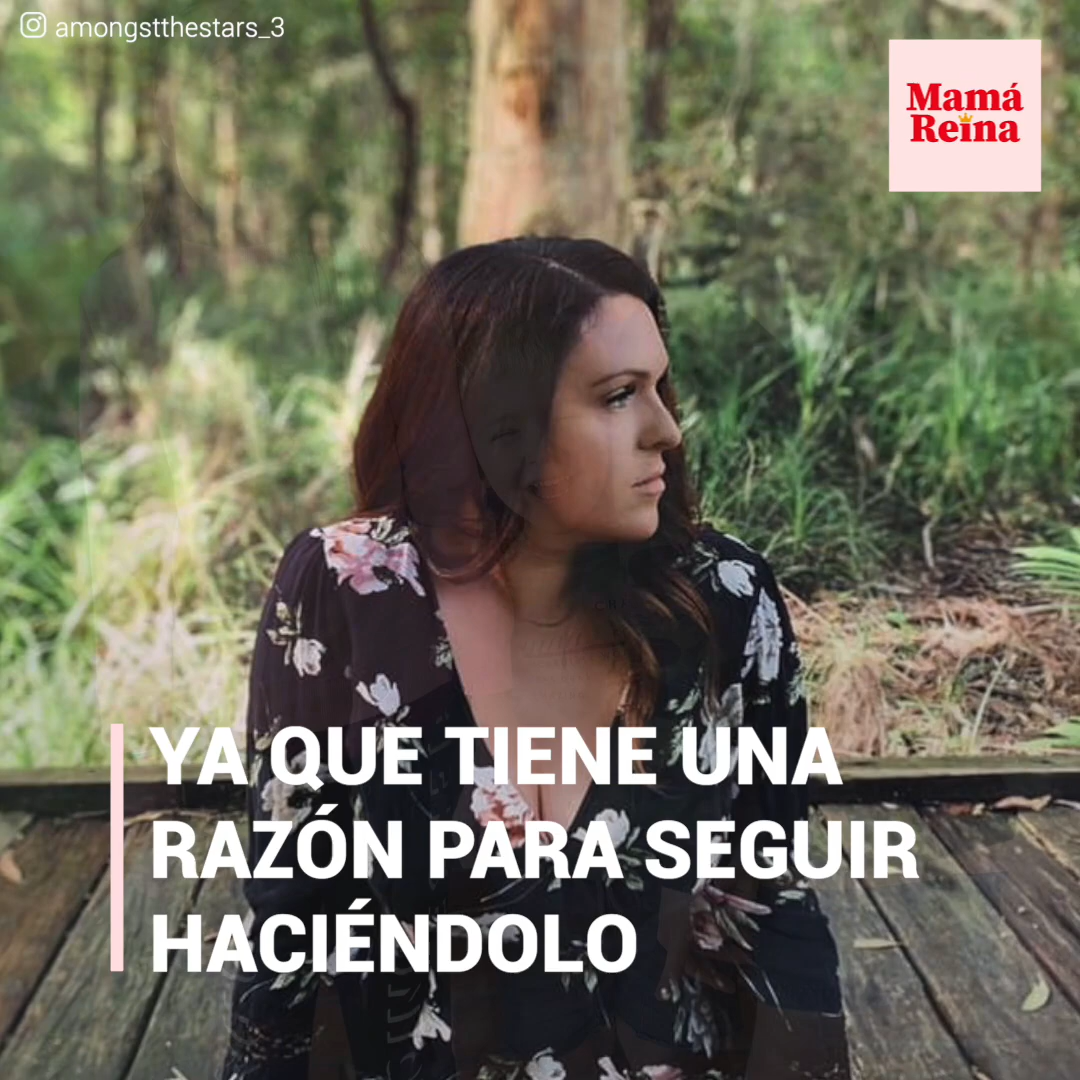 amongstthestars_3
Mamá
Reina
YA QUE TIENE UNA
RAZÓN PARA SEGUIR
HACIÉNDOLO